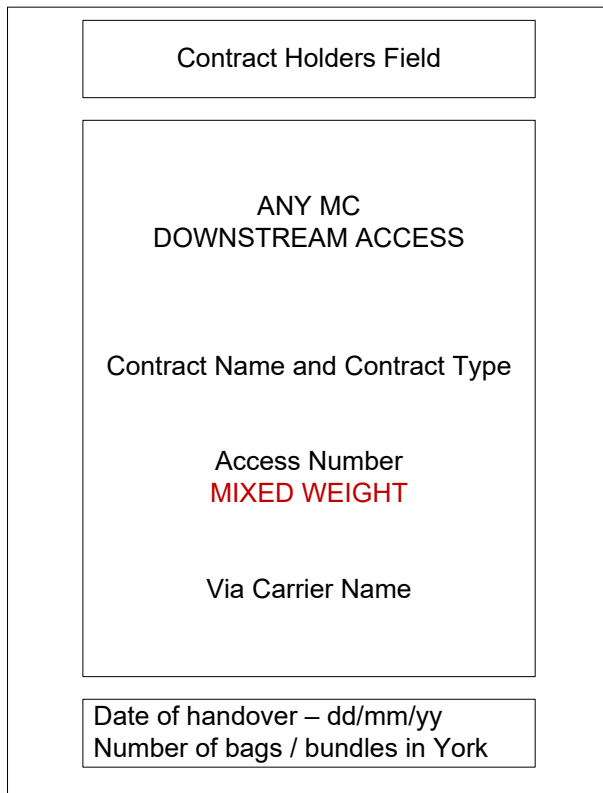 Contract Holders Field
ANY MC
DOWNSTREAM ACCESS
Contract Name and Contract Type
Access Number
MIXED WEIGHT
Via Carrier Name
Date of handover – dd/mm/yy
Number of bags / bundles in York